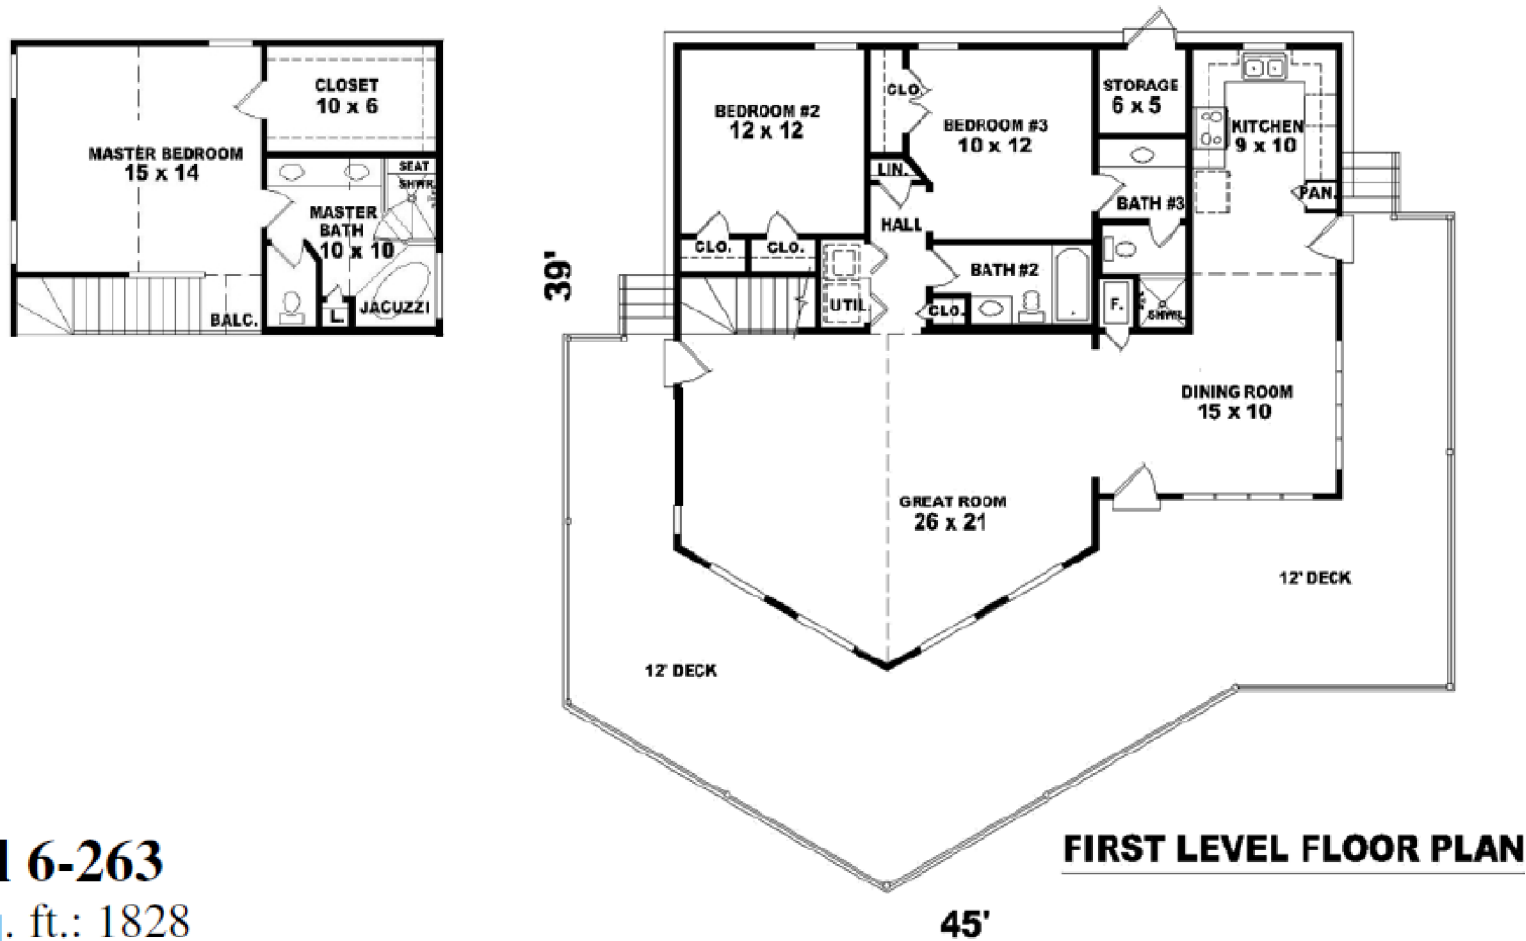 CLOSET
10 x 6
MASTER BEDROOM
15 x 14
SEAT
SHWR.
MASTER
BATH
10 x 10
JACUZZI
L.
BALC.
BEDROOM #2
12 x 12
CLO.
BEDROOM #3
10 x 12
STORAGE
6 x 5
KITCHEN
9 x 10
LIN.
PAN.
BATH #3
HALL
CLO.
CLO.
BATH #2
39'
UTIL.
CLO.
F.
SHWR.
DINING ROOM
15 x 10
GREAT ROOM
26 x 21
12' DECK
12' DECK
FIRST LEVEL FLOOR PLAN
6-263
. ft.: 1828
45'